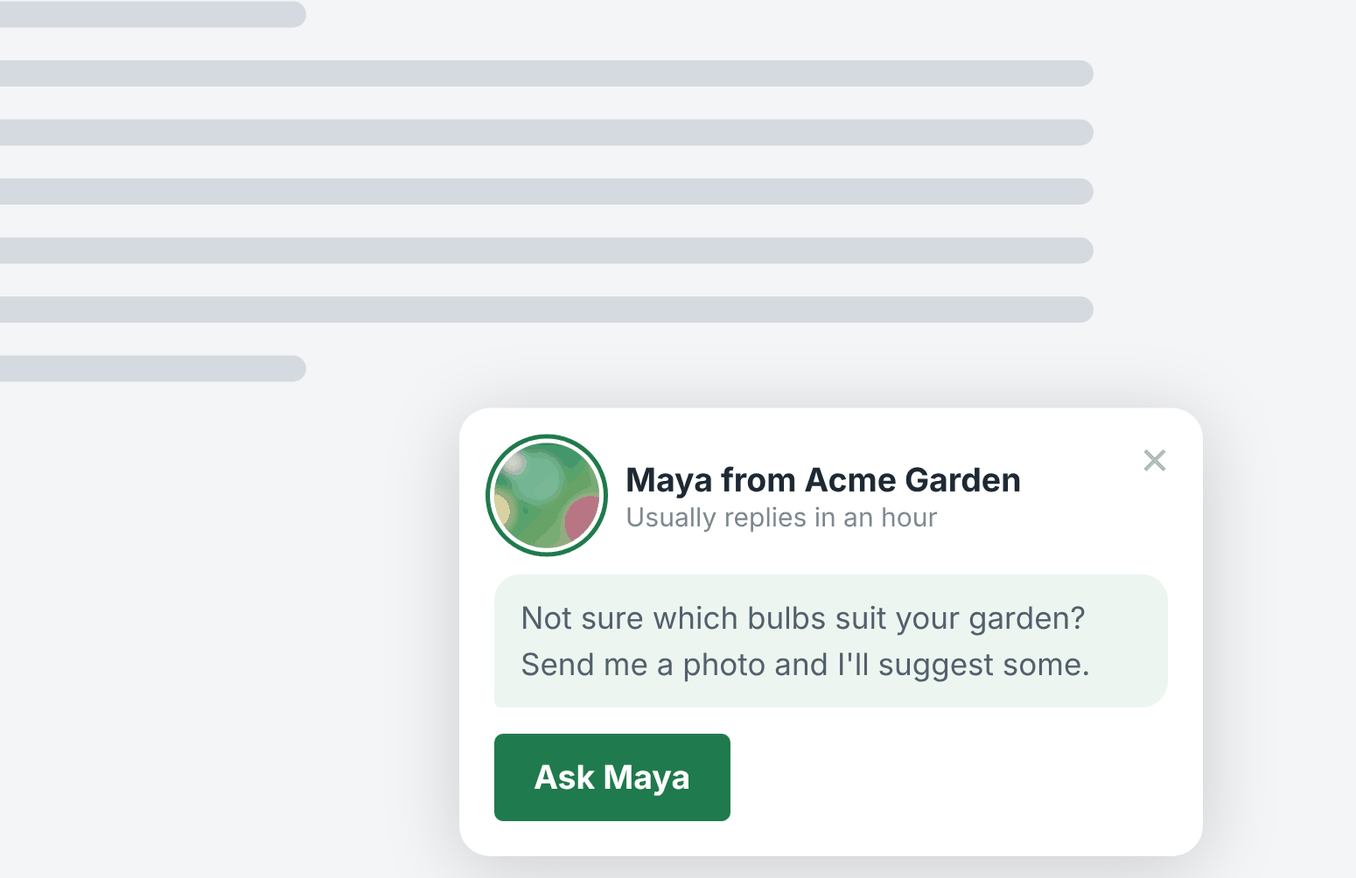 Maya from Acme Garden
Usually replies in an hour
Not sure which bulbs suit your garden?
Send me a photo and I'll suggest some.
Ask Maya